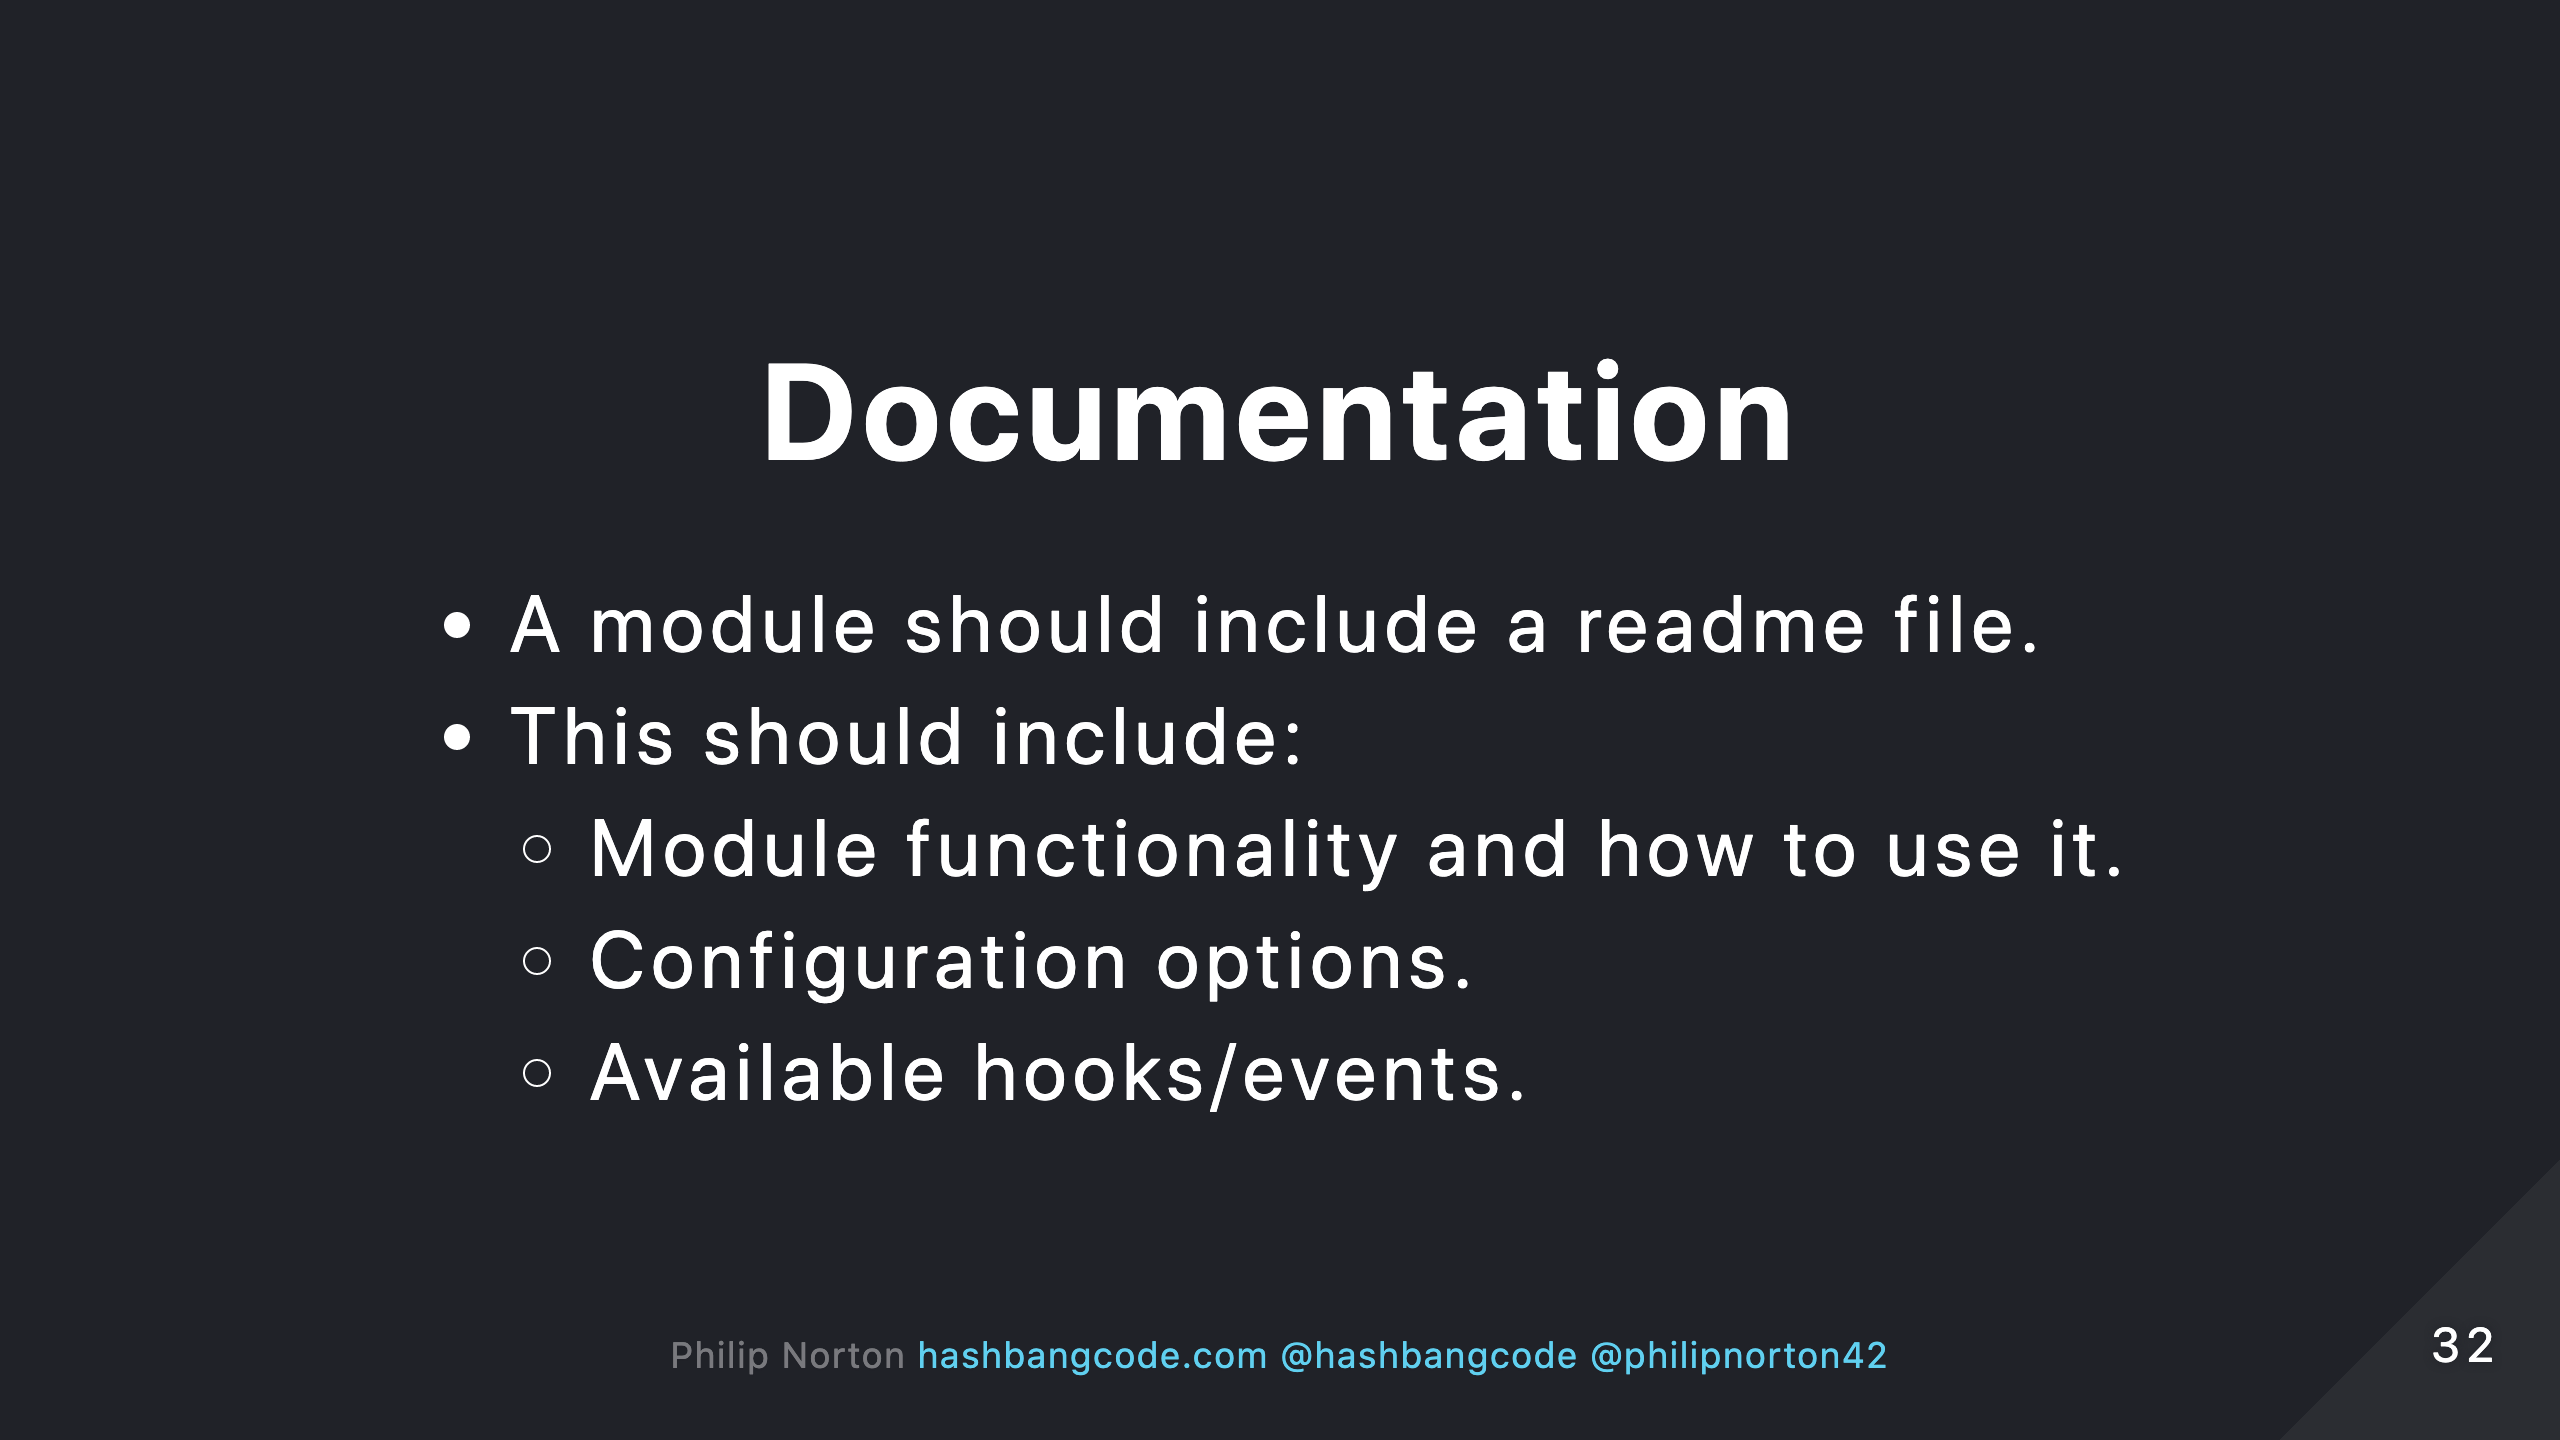 Documentation
• A module should include a readme file.
• This should include:
○ Module functionality and how to use it.
○ Configuration options.
○ Available hooks/events.
Philip Norton hashbangcode.com @hashbangcode @philipnorton42
32